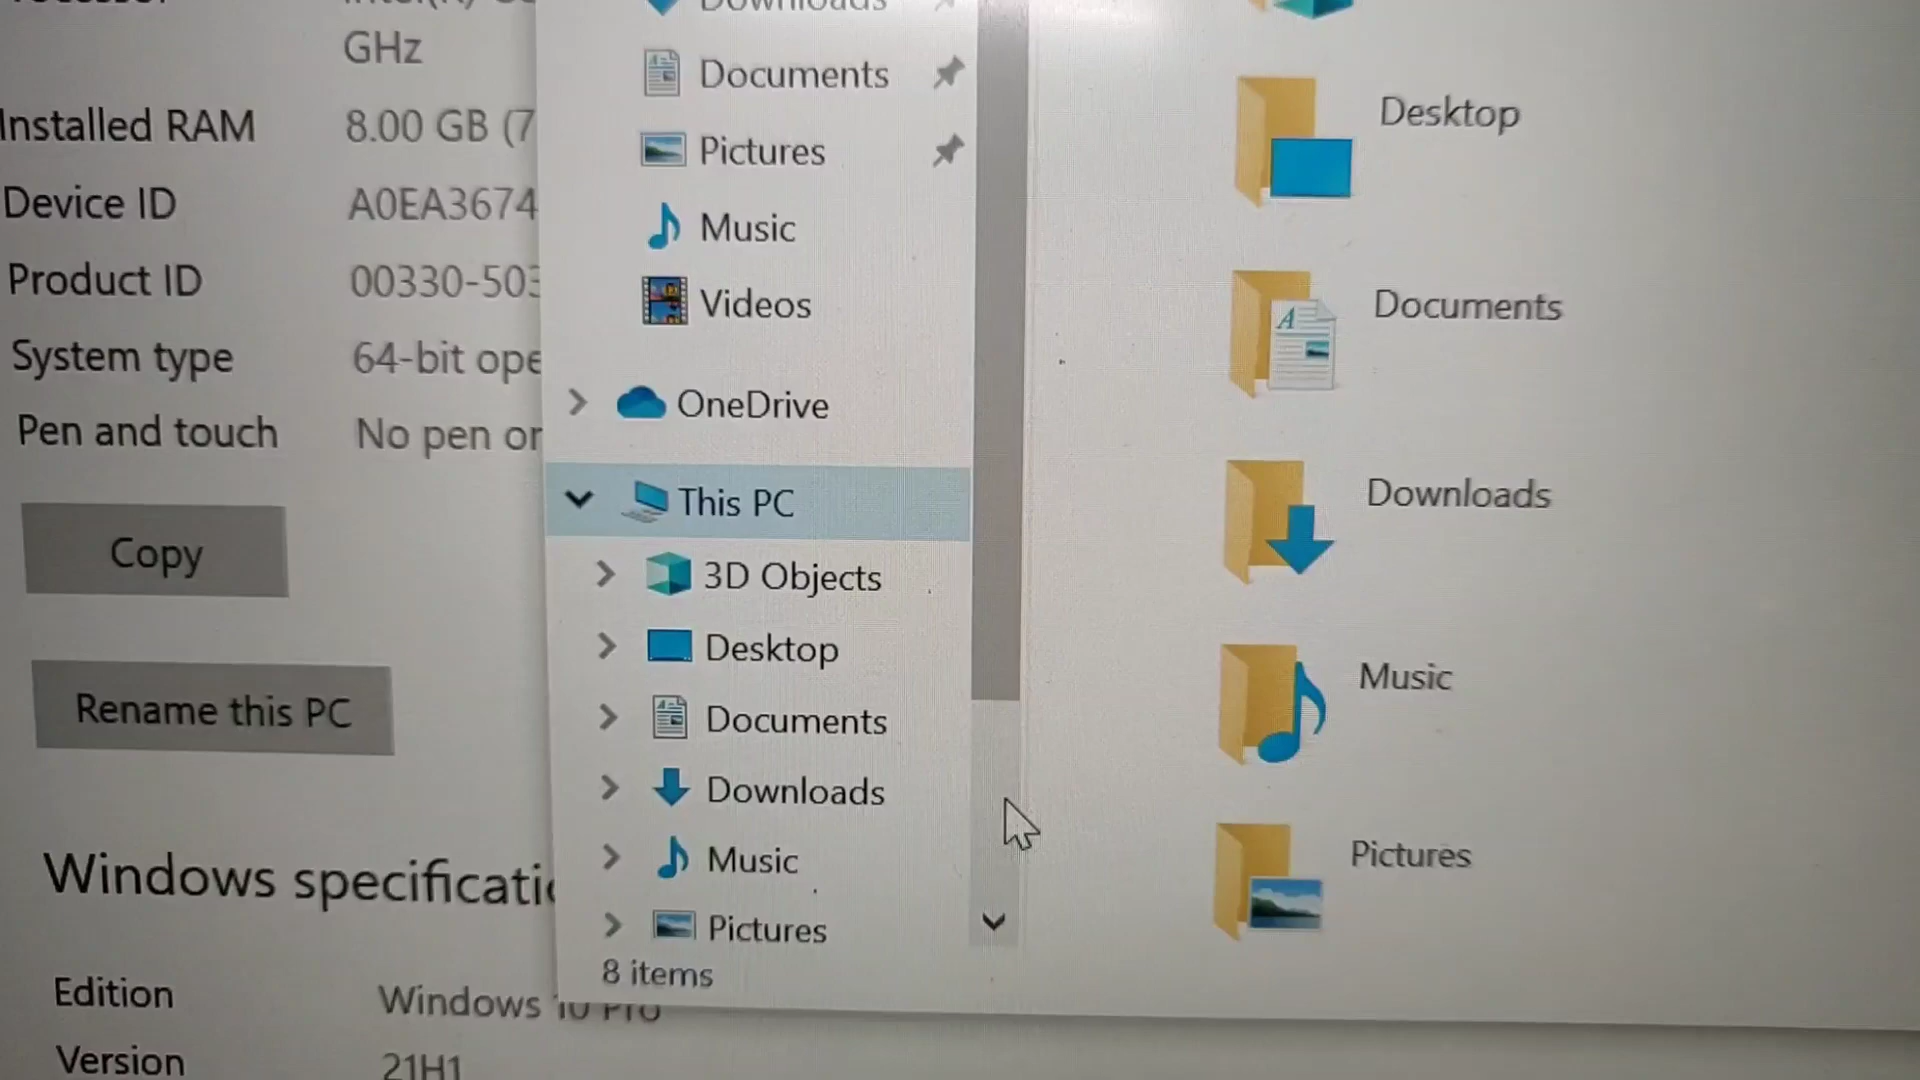 GHz
Installed RAM 8.00 GB (7
Device ID A0EA3674
Product ID 00330-503
System type 64-bit ope
Pen and touch No pen or
Copy
Rename this PC
Windows specificatio
Edition Windows 10 Pro
Version 21H1
Downloads
Documents
Pictures
Music
Videos
OneDrive
This PC
3D Objects
Desktop
Documents
Downloads
Music
Pictures
8 items
Desktop
Documents
Downloads
Music
Pictures